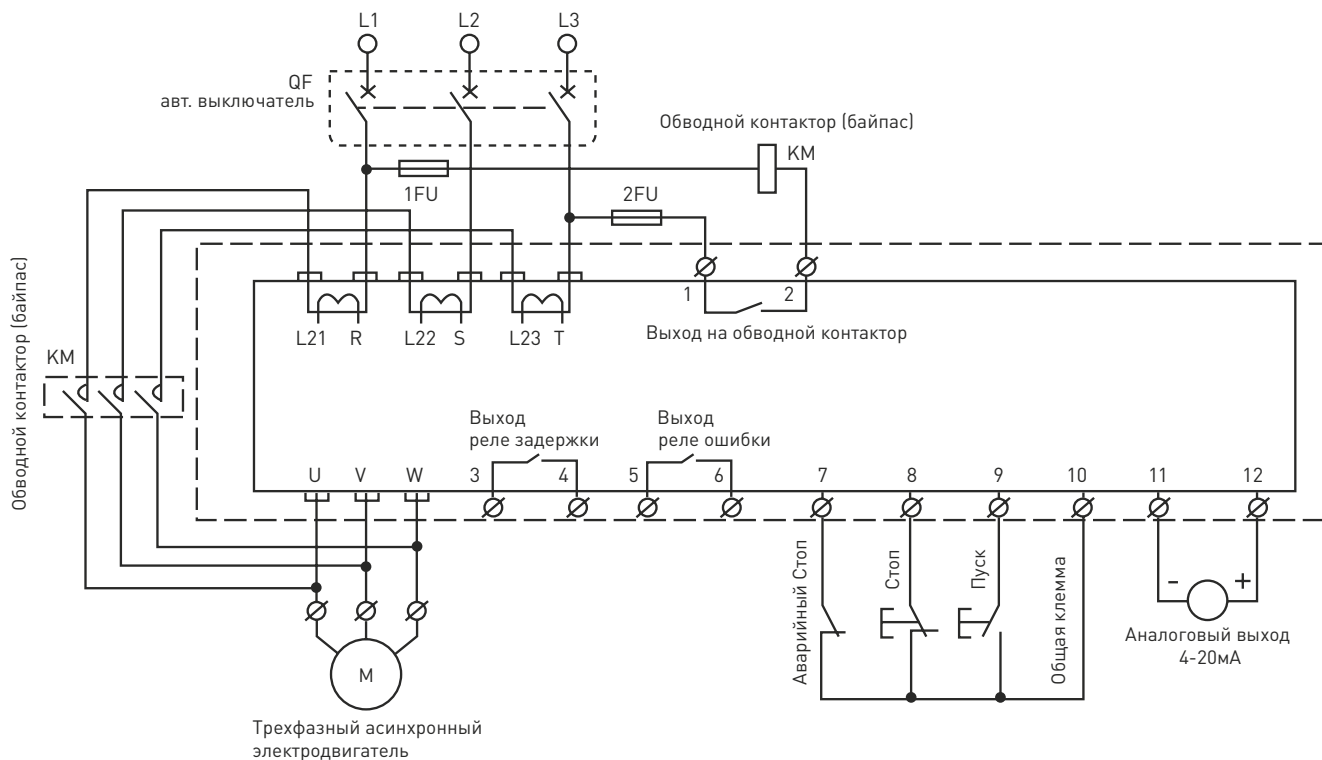 L1 L2 L3
QF
авт. выключатель
Обводной контактор (байпас)
KM
1FU
2FU
1 2
L21 R L22 S L23 T
Выход на обводной контактор
Обводной контактор (байпас)
KM
Выход
реле задержки
Выход
реле ошибки
U V W 3 4 5 6 7 8 9 10 11 12
Аварийный Стоп
Стоп
Пуск
Общая клемма
- +
Аналоговый выход
4-20мА
M
Трехфазный асинхронный
электродвигатель